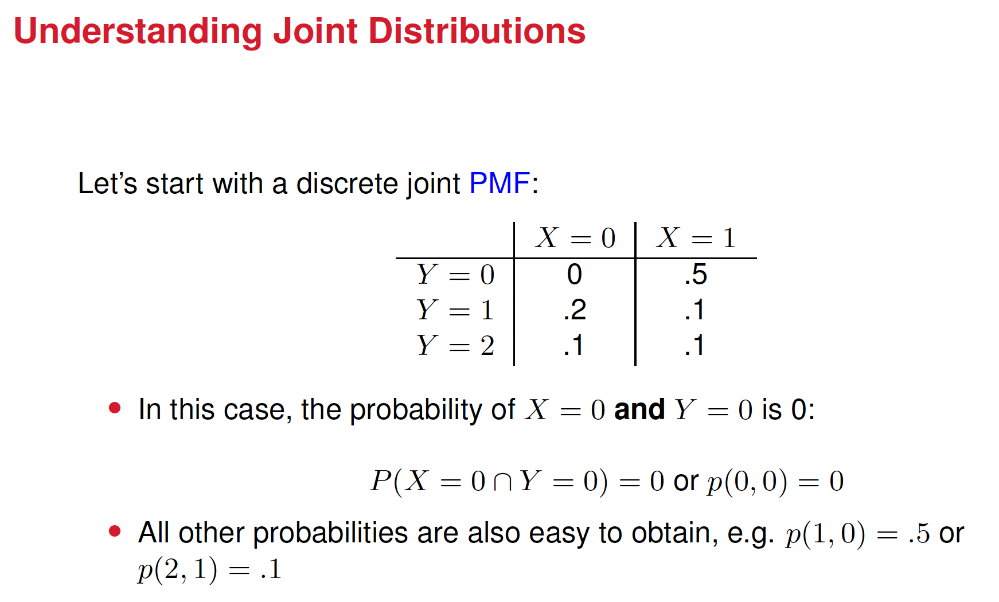 Understanding Joint Distributions
Let's start with a discrete joint PMF:
X = 0 X = 1
Y = 0 0 .5
Y = 1 .2 .1
Y = 2 .1 .1
• In this case, the probability of X = 0 and Y = 0 is 0:
P(X = 0 ∩ Y = 0) = 0 or p(0, 0) = 0
• All other probabilities are also easy to obtain, e.g. p(1, 0) = .5 or
p(2, 1) = .1